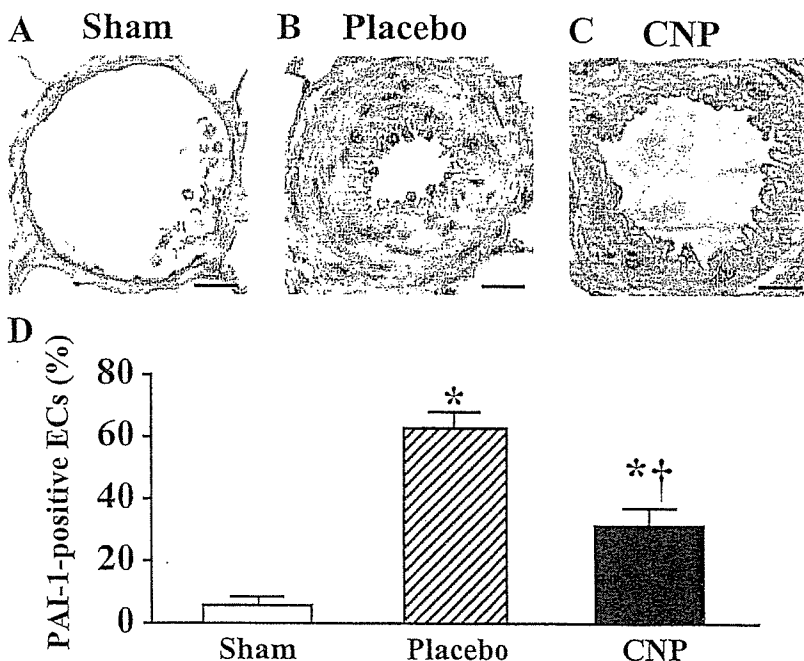 A Sham
B Placebo
C CNP
D
PAI-1-positive ECs (%)
80
60
40
20
0
*
*†
Sham
Placebo
CNP